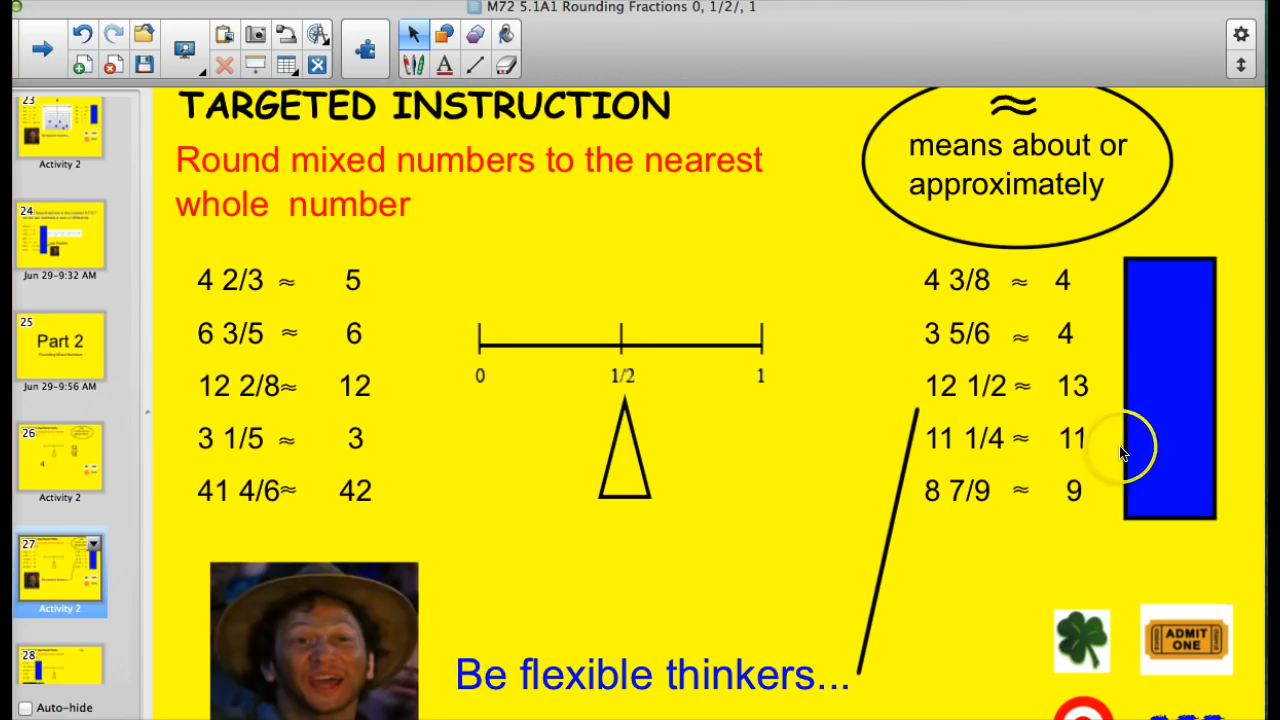 M72 5.1A1 Rounding Fractions 0, 1/2/, 1
23
Activity 2
24
Jun 29-9:32 AM
25
Part 2
Jun 29-9:56 AM
26
Activity 2
27
Activity 2
28
Auto-hide
TARGETED INSTRUCTION
Round mixed numbers to the nearest
whole number
≈
means about or
approximately
4 2/3 ≈ 5
6 3/5 ≈ 6
12 2/8≈ 12
3 1/5 ≈ 3
41 4/6≈ 42
0 1/2 1
4 3/8 ≈ 4
3 5/6 ≈ 4
12 1/2 ≈ 13
11 1/4 ≈ 11
8 7/9 ≈ 9
Be flexible thinkers...
ADMIT
ONE